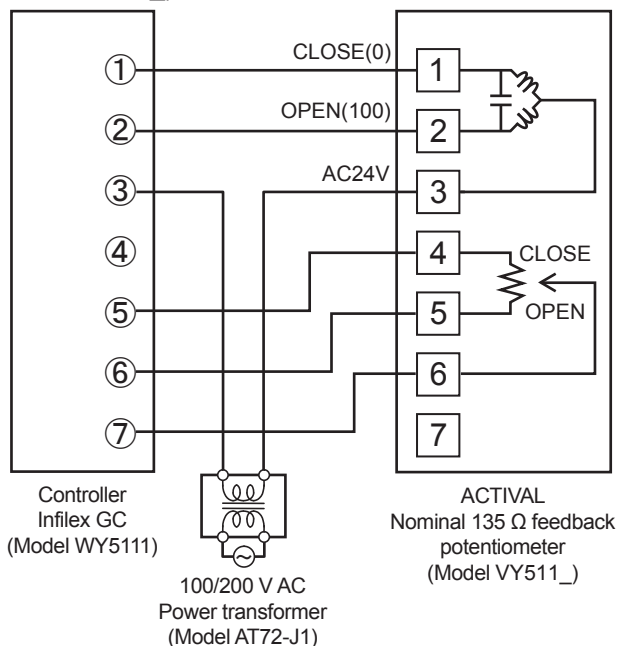 CLOSE(0)
① 1
OPEN(100)
② 2
AC24V
③ 3
④ 4 CLOSE
⑤ 5 OPEN
⑥ 6
⑦ 7
Controller
Infilex GC
(Model WY5111)
ACTIVAL
Nominal 135 Ω feedback
potentiometer
(Model VY511_)
100/200 V AC
Power transformer
(Model AT72-J1)